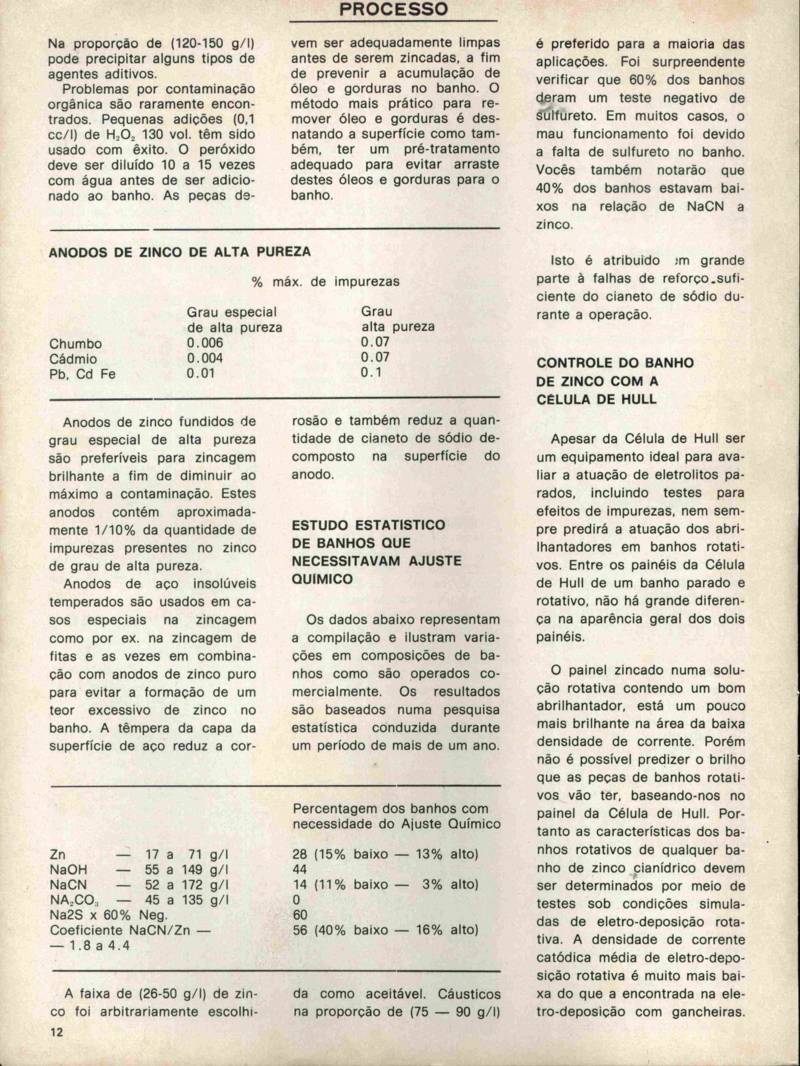 PROCESSO
Na proporção de (120-150 g/l)
pode precipitar alguns tipos de
agentes aditivos.
Problemas por contaminação
orgânica são raramente encon-
trados. Pequenas adições (0,1
cc/l) de H₂O₂ 130 vol. têm sido
usado com êxito. O peróxido
deve ser diluído 10 a 15 vezes
com água antes de ser adicio-
nado ao banho. As peças de-
vem ser adequadamente limpas
antes de serem zincadas, a fim
de prevenir a acumulação de
óleo e gorduras no banho. O
método mais prático para re-
mover óleo e gorduras é des-
natando a superfície como tam-
bém, ter um pré-tratamento
adequado para evitar arraste
destes óleos e gorduras para o
banho.
ANODOS DE ZINCO DE ALTA PUREZA
% máx. de impurezas
Grau especial Grau
de alta pureza alta pureza
Chumbo 0.006 0.07
Cádmio 0.004 0.07
Pb, Cd Fe 0.01 0.1
Anodos de zinco fundidos de
grau especial de alta pureza
são preferíveis para zincagem
brilhante a fim de diminuir ao
máximo a contaminação. Estes
anodos contém aproximada-
mente 1/10% da quantidade de
impurezas presentes no zinco
de grau de alta pureza.
Anodos de aço insolúveis
temperados são usados em ca-
sos especiais na zincagem
como por ex. na zincagem de
fitas e as vezes em combina-
ção com anodos de zinco puro
para evitar a formação de um
teor excessivo de zinco no
banho. A têmpera da capa da
superfície de aço reduz a cor-
rosão e também reduz a quan-
tidade de cianeto de sódio de-
composto na superfície do
anodo.
ESTUDO ESTATISTICO
DE BANHOS QUE
NECESSITAVAM AJUSTE
QUIMICO
Os dados abaixo representam
a compilação e ilustram varia-
ções em composições de ba-
nhos como são operados co-
mercialmente. Os resultados
são baseados numa pesquisa
estatística conduzida durante
um período de mais de um ano.
Percentagem dos banhos com
necessidade do Ajuste Químico
Zn — 17 a 71 g/l 28 (15% baixo — 13% alto)
NaOH — 55 a 149 g/l 44
NaCN — 52 a 172 g/l 14 (11% baixo — 3% alto)
NA₂CO₃ — 45 a 135 g/l 0
Na2S x 60% Neg. 60
Coeficiente NaCN/Zn — 56 (40% baixo — 16% alto)
— 1.8 a 4.4
A faixa de (26-50 g/l) de zin-
co foi arbitrariamente escolhi-
da como aceitável. Cáusticos
na proporção de (75 — 90 g/l)
é preferido para a maioria das
aplicações. Foi surpreendente
verificar que 60% dos banhos
deram um teste negativo de
sulfureto. Em muitos casos, o
mau funcionamento foi devido
a falta de sulfureto no banho.
Vocês também notarão que
40% dos banhos estavam bai-
xos na relação de NaCN a
zinco.
Isto é atribuido em grande
parte à falhas de reforço sufi-
ciente do cianeto de sódio du-
rante a operação.
CONTROLE DO BANHO
DE ZINCO COM A
CÉLULA DE HULL
Apesar da Célula de Hull ser
um equipamento ideal para ava-
liar a atuação de eletrolitos pa-
rados, incluindo testes para
efeitos de impurezas, nem sem-
pre predirá a atuação dos abri-
lhantadores em banhos rotati-
vos. Entre os painéis da Célula
de Hull de um banho parado e
rotativo, não há grande diferen-
ça na aparência geral dos dois
painéis.
O painel zincado numa solu-
ção rotativa contendo um bom
abrilhantador, está um pouco
mais brilhante na área da baixa
densidade de corrente. Porém
não é possível predizer o brilho
que as peças de banhos rotati-
vos vão ter, baseando-nos no
painel da Célula de Hull. Por-
tanto as características dos ba-
nhos rotativos de qualquer ba-
nho de zinco cianídrico devem
ser determinados por meio de
testes sob condições simula-
das de eletro-deposição rota-
tiva. A densidade de corrente
catódica média de eletro-depo-
sição rotativa é muito mais bai-
xa do que a encontrada na ele-
tro-deposição com gancheiras.
12